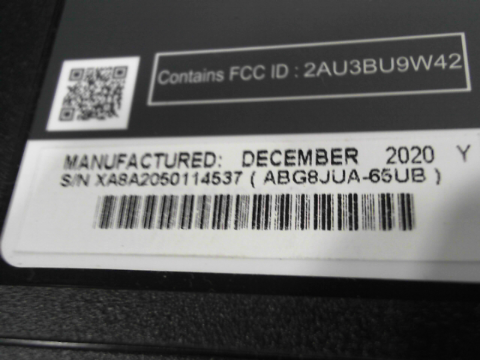 Contains FCC ID : 2AU3BU9W42
MANUFACTURED: DECEMBER 2020 Y
S/N XA8A2050114537 ( ABG8JUA-65UB )